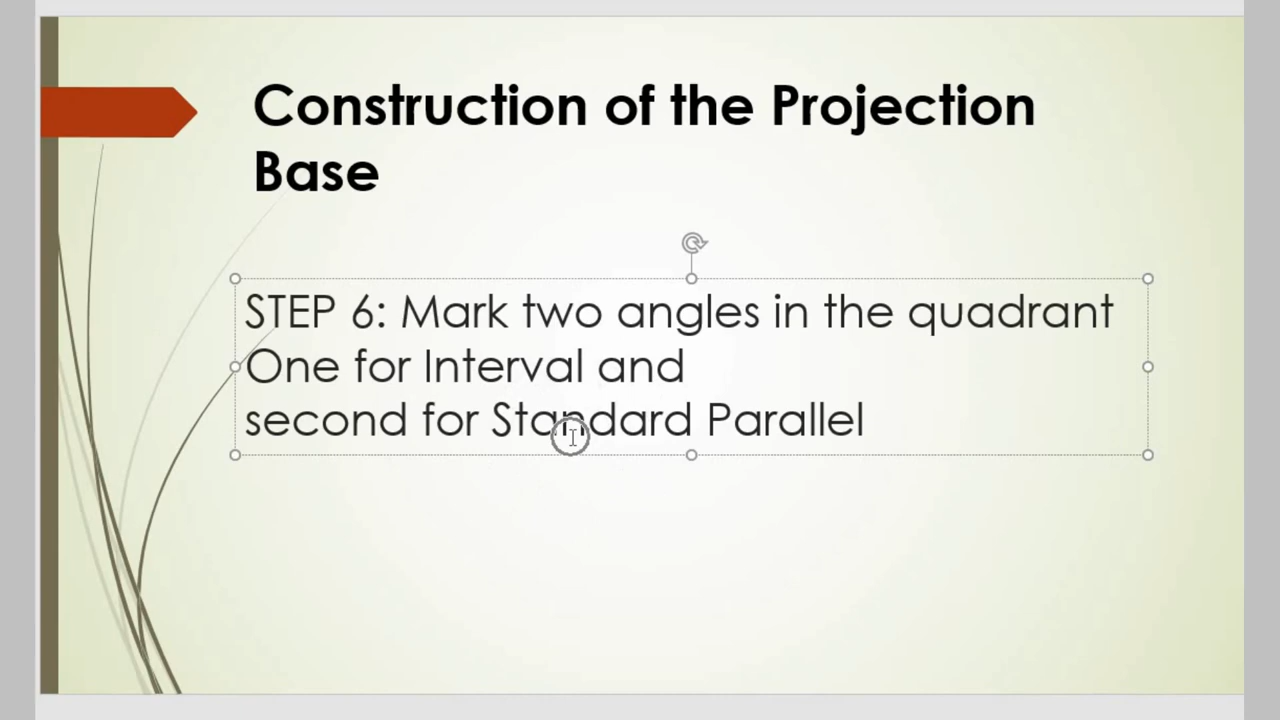 Construction of the Projection
Base
STEP 6: Mark two angles in the quadrant
One for Interval and
second for Standard Parallel